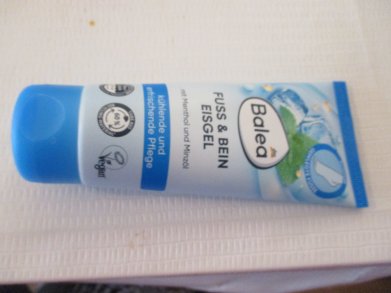 Balea
FUSS & BEIN
EISGEL
mit Menthol und Minzöl
kühlende und
erfrischende Pflege
Vegan